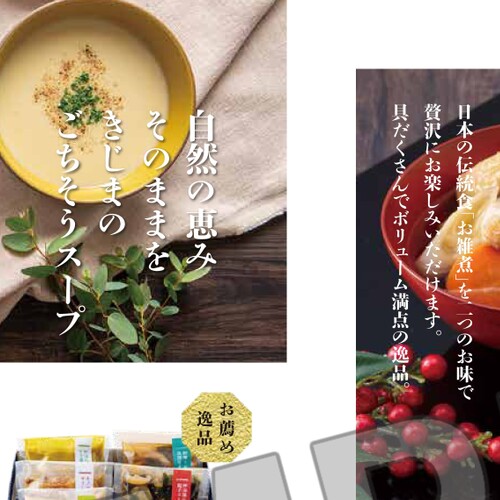 自然の恵み
そのままを
きじまの
ごちそうスープ
日本の伝統食「お雑煮」を二つのお味で
贅沢にお楽しみいただけます。
具だくさんでボリューム満点の逸品。
お薦め
逸品